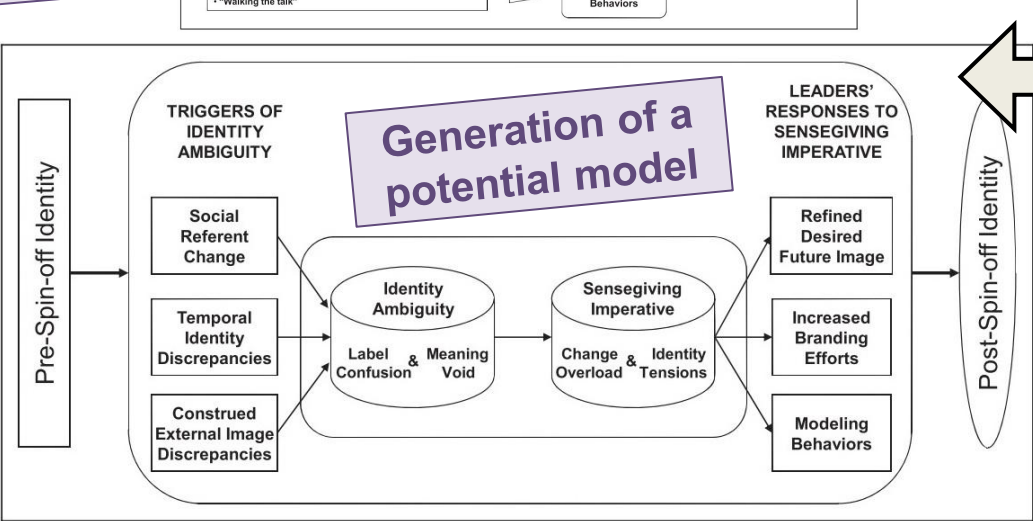 • "Walking the talk"
Behaviors
Generation of a
potential model
Pre-Spin-off Identity
TRIGGERS OF
IDENTITY
AMBIGUITY
Social
Referent
Change
Temporal
Identity
Discrepancies
Construed
External Image
Discrepancies
Identity
Ambiguity
Label
Confusion
&
Meaning
Void
Sensegiving
Imperative
Change
Overload
&
Identity
Tensions
LEADERS'
RESPONSES TO
SENSEGIVING
IMPERATIVE
Refined
Desired
Future Image
Increased
Branding
Efforts
Modeling
Behaviors
Post-Spin-off Identity